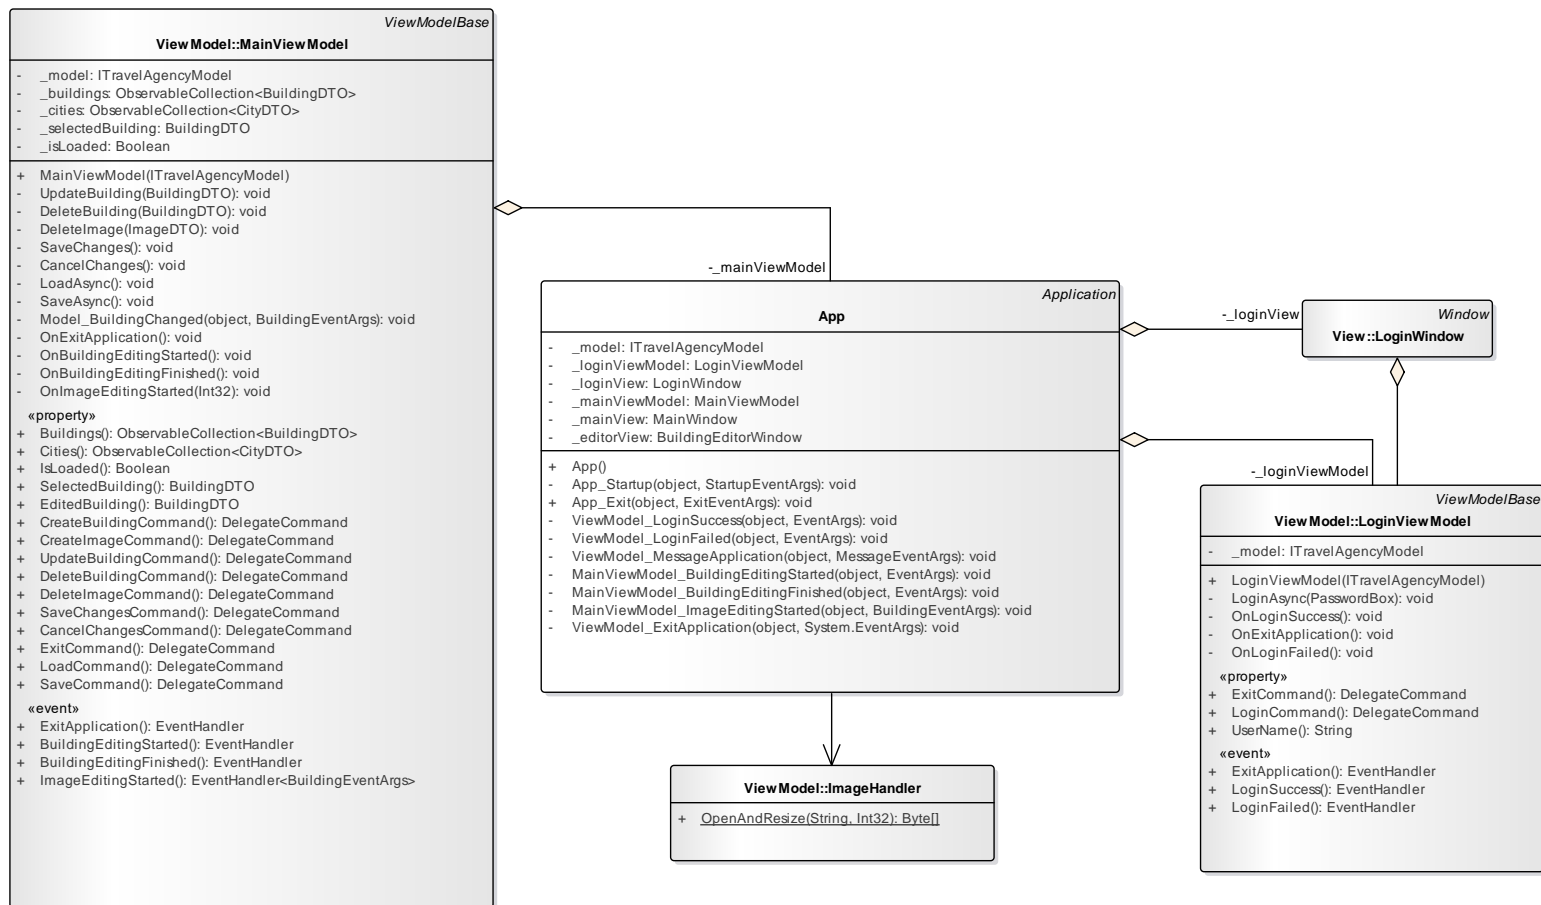 ViewModelBase
View Model::MainViewModel
- _model: ITravelAgencyModel
- _buildings: ObservableCollection<BuildingDTO>
- _cities: ObservableCollection<CityDTO>
- _selectedBuilding: BuildingDTO
- _isLoaded: Boolean
+ MainViewModel(ITravelAgencyModel)
- UpdateBuilding(BuildingDTO): void
- DeleteBuilding(BuildingDTO): void
- DeleteImage(ImageDTO): void
- SaveChanges(): void
- CancelChanges(): void
- LoadAsync(): void
- SaveAsync(): void
- Model_BuildingChanged(object, BuildingEventArgs): void
- OnExitApplication(): void
- OnBuildingEditingStarted(): void
- OnBuildingEditingFinished(): void
- OnImageEditingStarted(Int32): void
«property»
+ Buildings(): ObservableCollection<BuildingDTO>
+ Cities(): ObservableCollection<CityDTO>
+ IsLoaded(): Boolean
+ SelectedBuilding(): BuildingDTO
+ EditedBuilding(): BuildingDTO
+ CreateBuildingCommand(): DelegateCommand
+ CreateImageCommand(): DelegateCommand
+ UpdateBuildingCommand(): DelegateCommand
+ DeleteBuildingCommand(): DelegateCommand
+ DeleteImageCommand(): DelegateCommand
+ SaveChangesCommand(): DelegateCommand
+ CancelChangesCommand(): DelegateCommand
+ ExitCommand(): DelegateCommand
+ LoadCommand(): DelegateCommand
+ SaveCommand(): DelegateCommand
«event»
+ ExitApplication(): EventHandler
+ BuildingEditingStarted(): EventHandler
+ BuildingEditingFinished(): EventHandler
+ ImageEditingStarted(): EventHandler<BuildingEventArgs>
-_mainViewModel
Application
App
- _model: ITravelAgencyModel
- _loginViewModel: LoginViewModel
- _loginView: LoginWindow
- _mainViewModel: MainViewModel
- _mainView: MainWindow
- _editorView: BuildingEditorWindow
+ App()
- App_Startup(object, StartupEventArgs): void
+ App_Exit(object, ExitEventArgs): void
- ViewModel_LoginSuccess(object, EventArgs): void
- ViewModel_LoginFailed(object, EventArgs): void
- ViewModel_MessageApplication(object, MessageEventArgs): void
- MainViewModel_BuildingEditingStarted(object, EventArgs): void
- MainViewModel_BuildingEditingFinished(object, EventArgs): void
- MainViewModel_ImageEditingStarted(object, BuildingEventArgs): void
- ViewModel_ExitApplication(object, System.EventArgs): void
-_loginView
Window
View::LoginWindow
-_loginViewModel
ViewModelBase
View Model::LoginViewModel
- _model: ITravelAgencyModel
+ LoginViewModel(ITravelAgencyModel)
- LoginAsync(PasswordBox): void
- OnLoginSuccess(): void
- OnExitApplication(): void
- OnLoginFailed(): void
«property»
+ ExitCommand(): DelegateCommand
+ LoginCommand(): DelegateCommand
+ UserName(): String
«event»
+ ExitApplication(): EventHandler
+ LoginSuccess(): EventHandler
+ LoginFailed(): EventHandler
View Model::ImageHandler
+ OpenAndResize(String, Int32): Byte[]